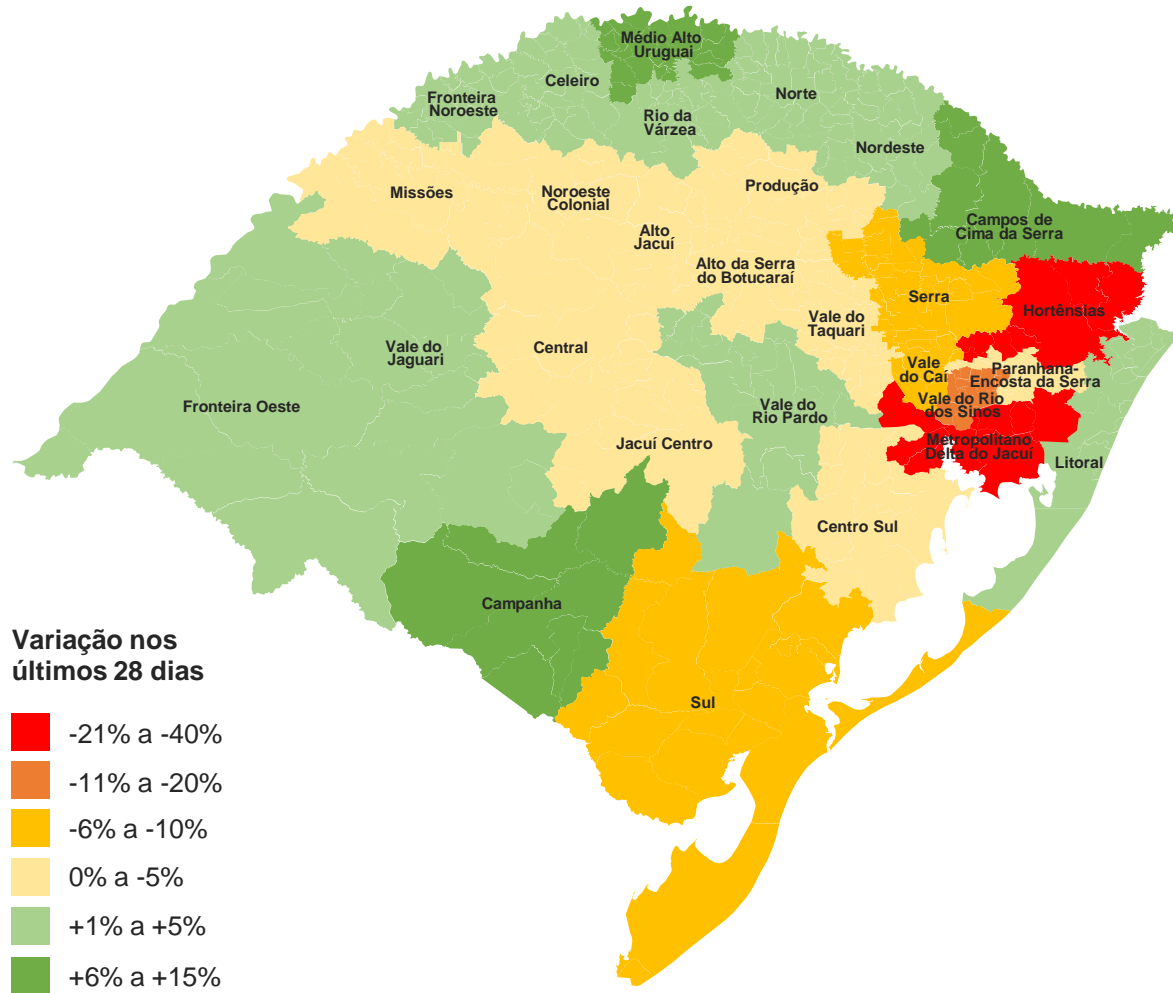 Médio Alto
Uruguai
Celeiro
Norte
Fronteira
Noroeste
Rio da
Várzea
Nordeste
Missões
Noroeste
Colonial
Produção
Alto
Jacuí
Campos de
Cima da Serra
Alto da Serra
do Botucaraí
Serra
Hortênsias
Vale do
Taquari
Vale do
Jaguari
Central
Vale
do Caí
Paranhana-
Encosta da Serra
Fronteira Oeste
Vale do
Rio Pardo
Vale do Rio
dos Sinos
Jacuí Centro
Metropolitano
Delta do Jacuí
Litoral
Centro Sul
Campanha
Sul
Variação nos
últimos 28 dias
-21% a -40%
-11% a -20%
-6% a -10%
0% a -5%
+1% a +5%
+6% a +15%